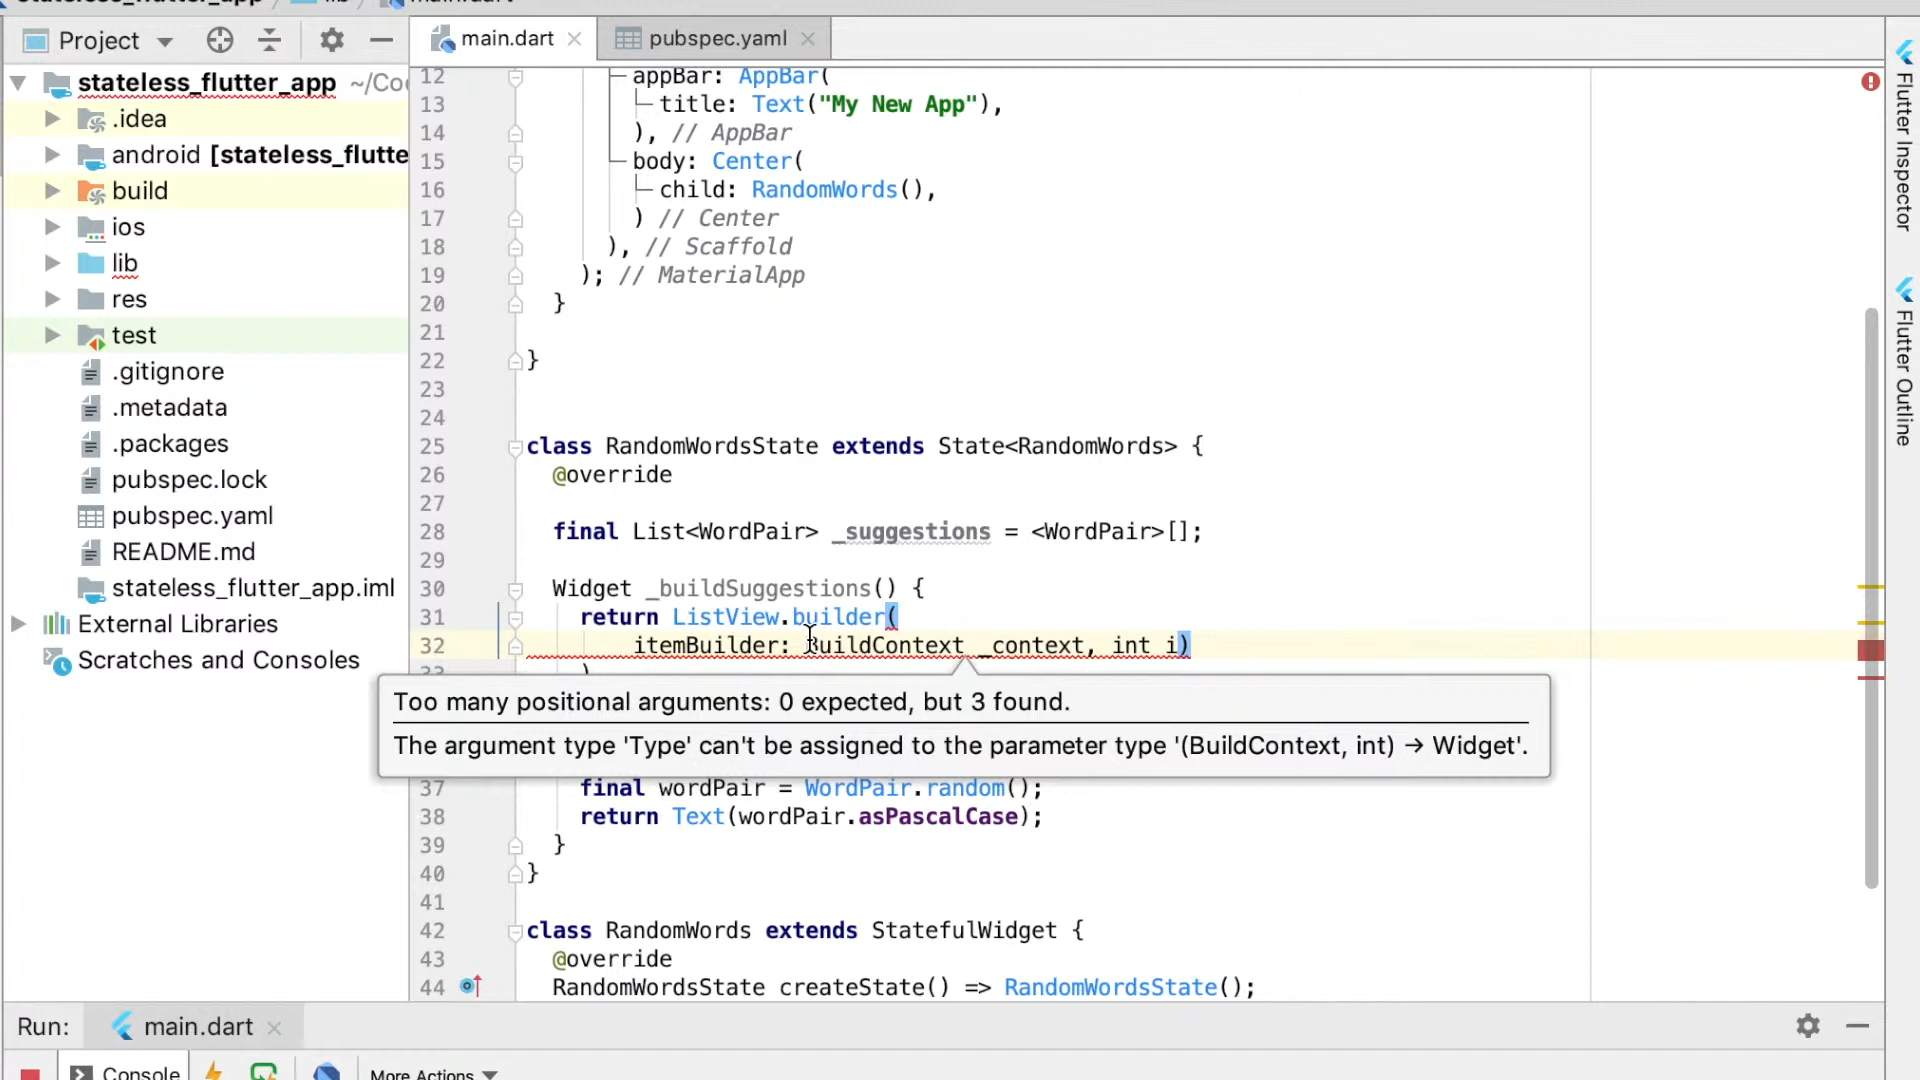 stateless_flutter_app / lib / main.dart
Project
main.dart
pubspec.yaml
stateless_flutter_app ~/Co
.idea
android [stateless_flutte
build
ios
lib
res
test
.gitignore
.metadata
.packages
pubspec.lock
pubspec.yaml
README.md
stateless_flutter_app.iml
External Libraries
Scratches and Consoles
12 appBar: AppBar(
13 title: Text("My New App"),
14 ), // AppBar
15 body: Center(
16 child: RandomWords(),
17 ) // Center
18 ), // Scaffold
19 ); // MaterialApp
20 }
21
22 }
23
24
25 class RandomWordsState extends State<RandomWords> {
26 @override
27
28 final List<WordPair> _suggestions = <WordPair>[];
29
30 Widget _buildSuggestions() {
31 return ListView.builder(
32 itemBuilder: BuildContext _context, int i)
33 )
Too many positional arguments: 0 expected, but 3 found.
The argument type 'Type' can't be assigned to the parameter type '(BuildContext, int) → Widget'.
37 final wordPair = WordPair.random();
38 return Text(wordPair.asPascalCase);
39 }
40 }
41
42 class RandomWords extends StatefulWidget {
43 @override
44 RandomWordsState createState() => RandomWordsState();
Flutter Inspector
Flutter Outline
Run: main.dart
Console
More Actions